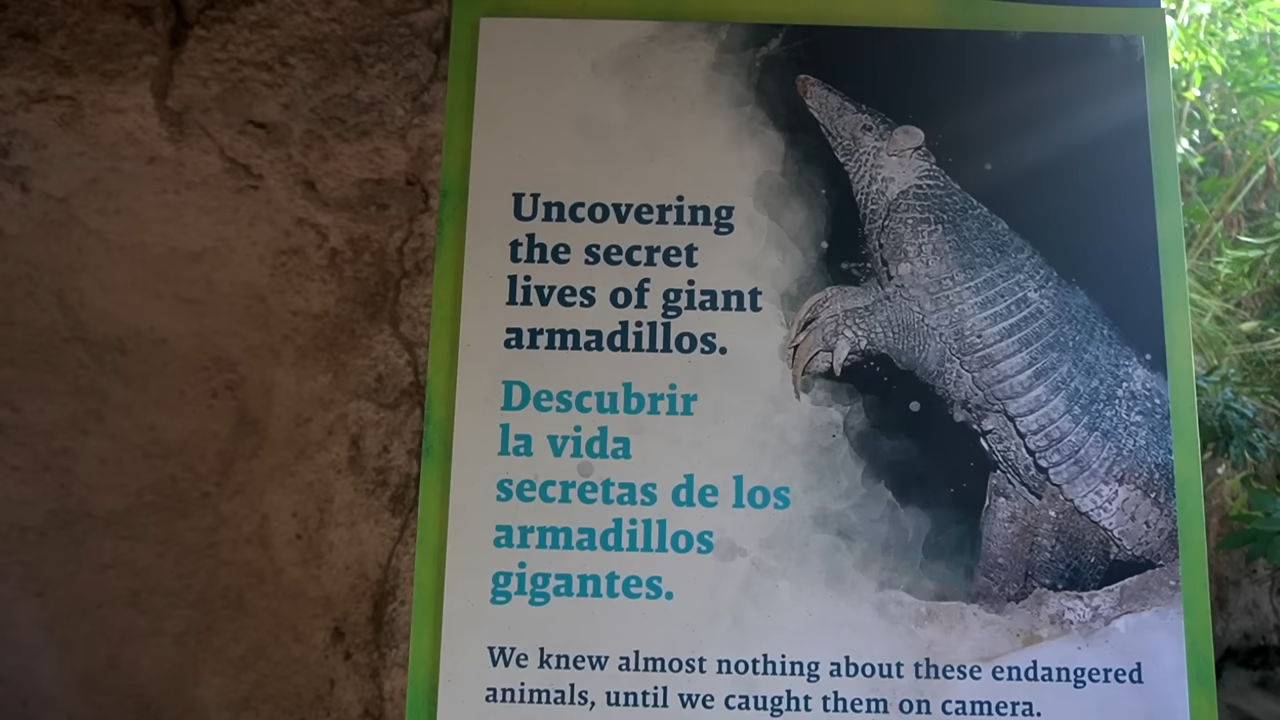 Uncovering
the secret
lives of giant
armadillos.
Descubrir
la vida
secretas de los
armadillos
gigantes.
We knew almost nothing about these endangered
animals, until we caught them on camera.